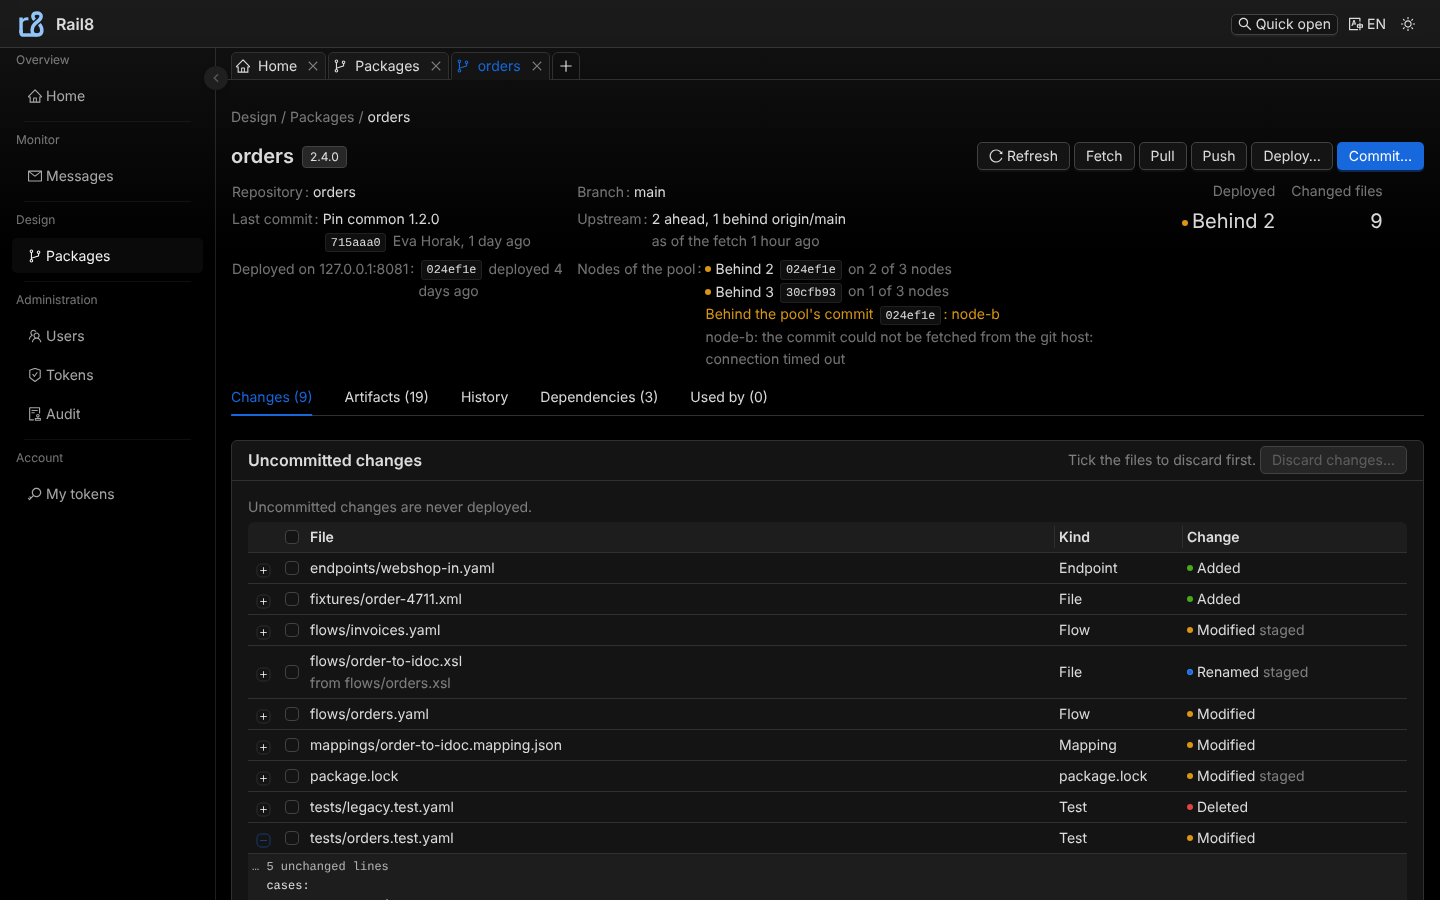 Rail8
Quick open
EN
Overview
Home
Monitor
Messages
Design
Packages
Administration
Users
Tokens
Audit
Account
My tokens
Home
Packages
orders
Design / Packages / orders
orders 2.4.0
Refresh
Fetch
Pull
Push
Deploy...
Commit...
Repository: orders
Branch: main
Deployed
Behind 2
Changed files
9
Last commit: Pin common 1.2.0
715aaa0 Eva Horak, 1 day ago
Upstream: 2 ahead, 1 behind origin/main
as of the fetch 1 hour ago
Deployed on 127.0.0.1:8081: 024ef1e deployed 4
days ago
Nodes of the pool: Behind 2 024ef1e on 2 of 3 nodes
Behind 3 30cfb93 on 1 of 3 nodes
Behind the pool's commit 024ef1e : node-b
node-b: the commit could not be fetched from the git host:
connection timed out
Changes (9)
Artifacts (19)
History
Dependencies (3)
Used by (0)
Uncommitted changes
Tick the files to discard first.
Discard changes...
Uncommitted changes are never deployed.
File Kind Change
endpoints/webshop-in.yaml Endpoint Added
fixtures/order-4711.xml File Added
flows/invoices.yaml Flow Modified staged
flows/order-to-idoc.xsl File Renamed staged
from flows/orders.xsl
flows/orders.yaml Flow Modified
mappings/order-to-idoc.mapping.json Mapping Modified
package.lock package.lock Modified staged
tests/legacy.test.yaml Test Deleted
tests/orders.test.yaml Test Modified
… 5 unchanged lines
cases: